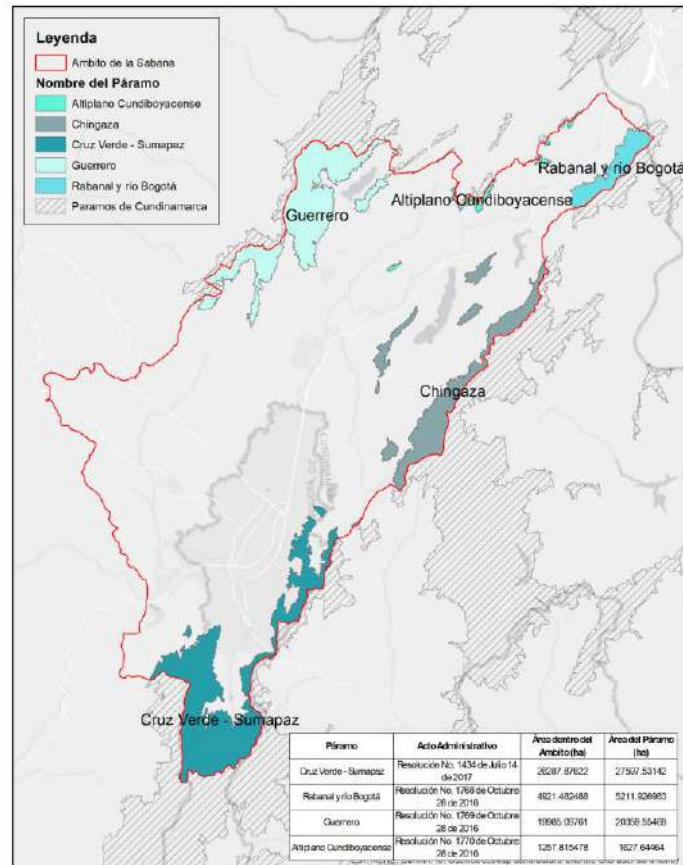 Leyenda
Ambito de la Sabana
Nombre del Páramo
Altiplano Cundiboyacense
Chingaza
Cruz Verde - Sumapaz
Guerrero
Rabanal y rio Bogotá
Paramos de Cundinamarca
Rabanal y rio Bogotá
Altiplano Cundiboyacense
Guerrero
Chingaza
Cruz Verde - Sumapaz
Páramo Acto Administrativo Área dentro del Ambito (ha) Área del Páramo (ha)
Cruz Verde - Sumapaz Resolución No. 1434 de Julio 14 de 2017 26287.87622 27597.53142
Rabanal y río Bogotá Resolución No. 1768 de Octubre 28 de 2016 4921.482488 5211.926983
Guerrero Resolución No. 1769 de Octubre 28 de 2016 19985.09761 20359.55469
Altiplano Cundiboyacense Resolución No. 1770 de Octubre 28 de 2016 1257.815478 1627.64464